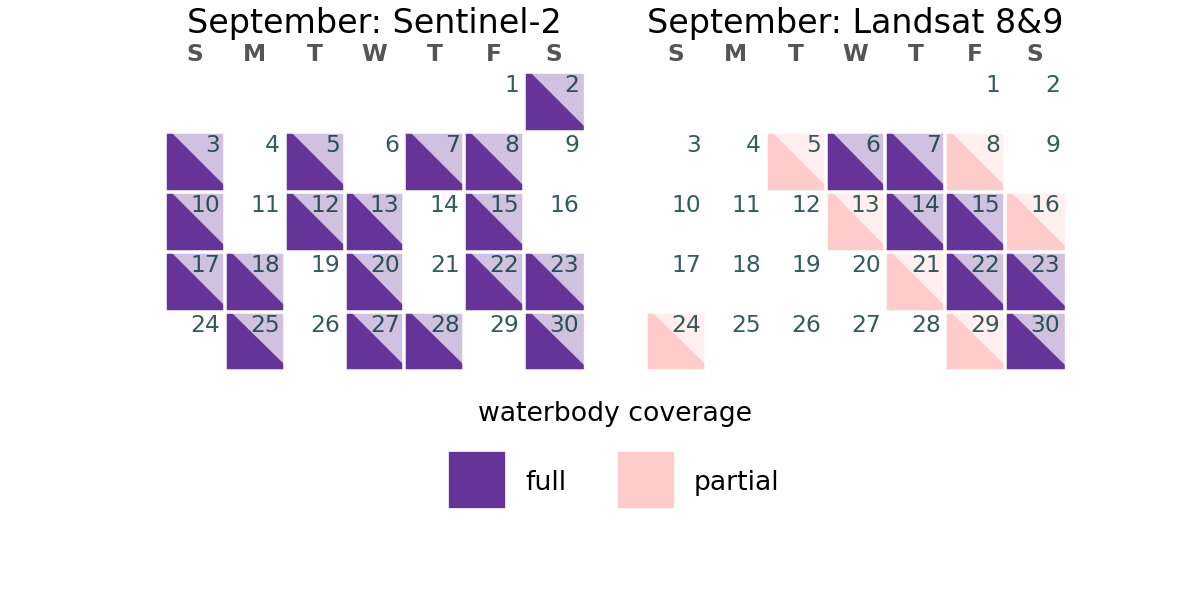 September: Sentinel-2
S M T W T F S
1 2
3 4 5 6 7 8 9
10 11 12 13 14 15 16
17 18 19 20 21 22 23
24 25 26 27 28 29 30
September: Landsat 8&9
S M T W T F S
1 2
3 4 5 6 7 8 9
10 11 12 13 14 15 16
17 18 19 20 21 22 23
24 25 26 27 28 29 30
waterbody coverage
full partial